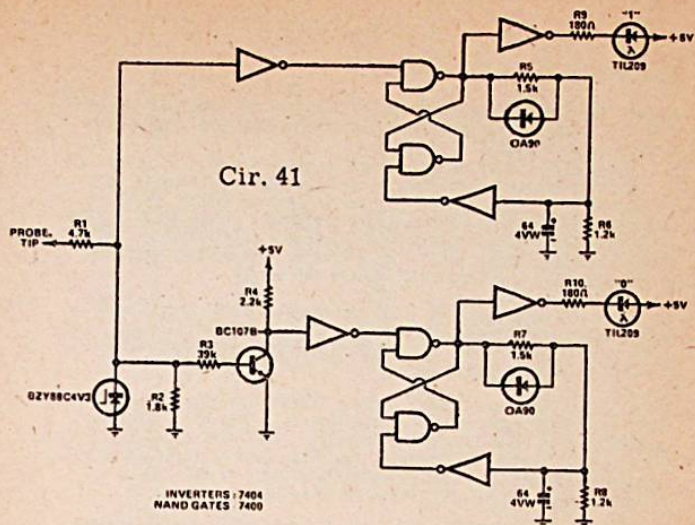 R9
180Ω
"1"
+5V
TIL209
R5
1.5k
OA90
Cir. 41
R1
4.7k
PROBE
TIP
+5V
R4
2.2k
64
4VW
R6
1.2k
BC107B
R3
39k
BZY88C4V3
R2
1.8k
R10
180Ω
"0"
+5V
TIL209
R7
1.5k
OA90
64
4VW
R8
1.2k
INVERTERS : 7404
NAND GATES : 7400